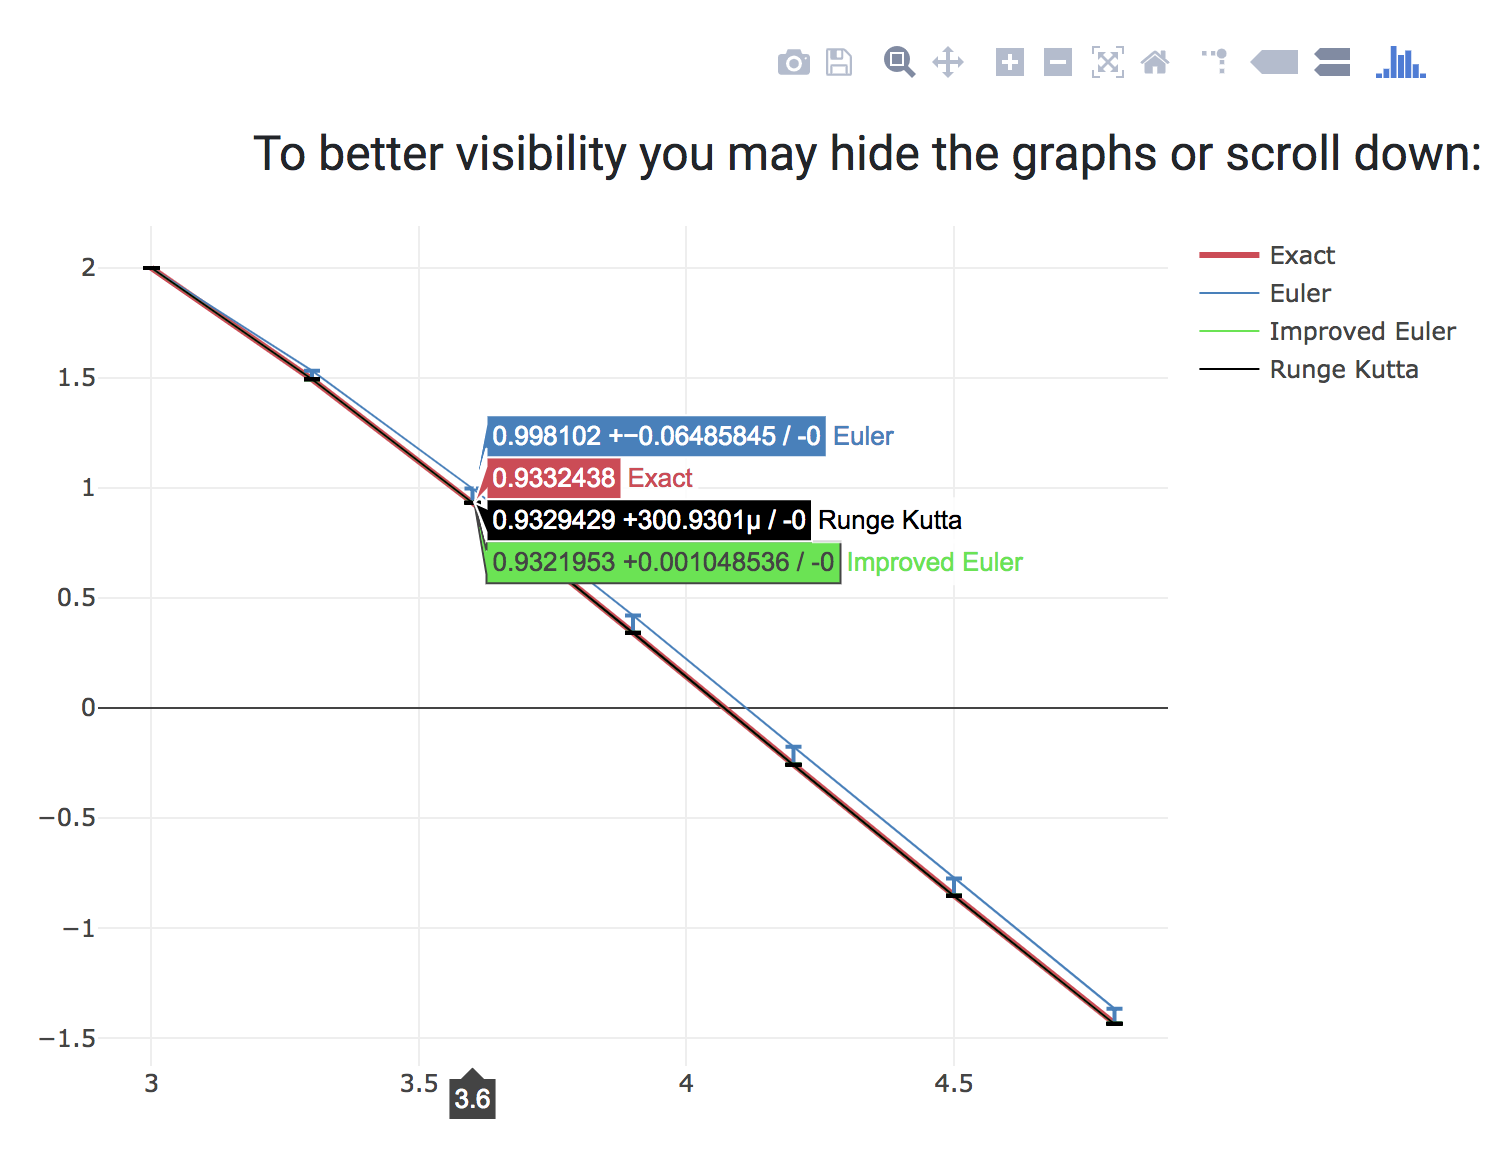 To better visibility you may hide the graphs or scroll down:
Exact
Euler
Improved Euler
Runge Kutta
2
1.5
1
0.5
0
−0.5
−1
−1.5
0.998102 +−0.06485845 / -0 Euler
0.9332438 Exact
0.9329429 +300.9301μ / -0 Runge Kutta
0.9321953 +0.001048536 / -0 Improved Euler
3
3.5
4
4.5
3.6